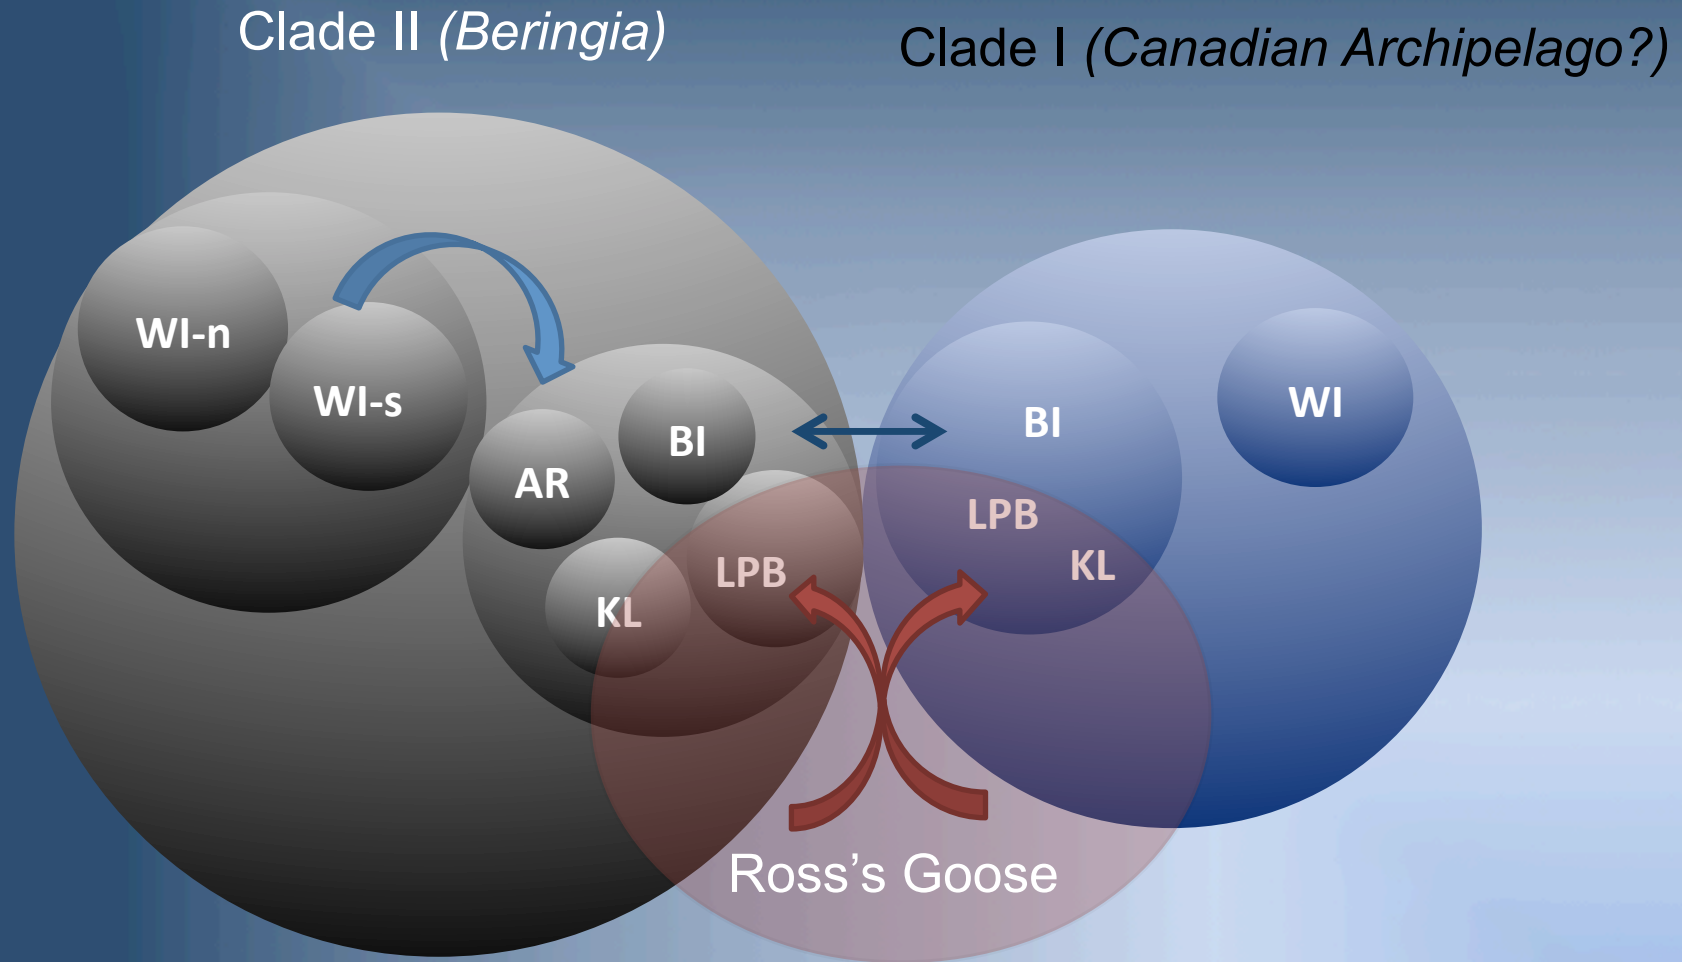 Clade II (Beringia)
Clade I (Canadian Archipelago?)
WI-n
WI-s
AR
BI
KL
LPB
BI
WI
LPB
KL
Ross’s Goose